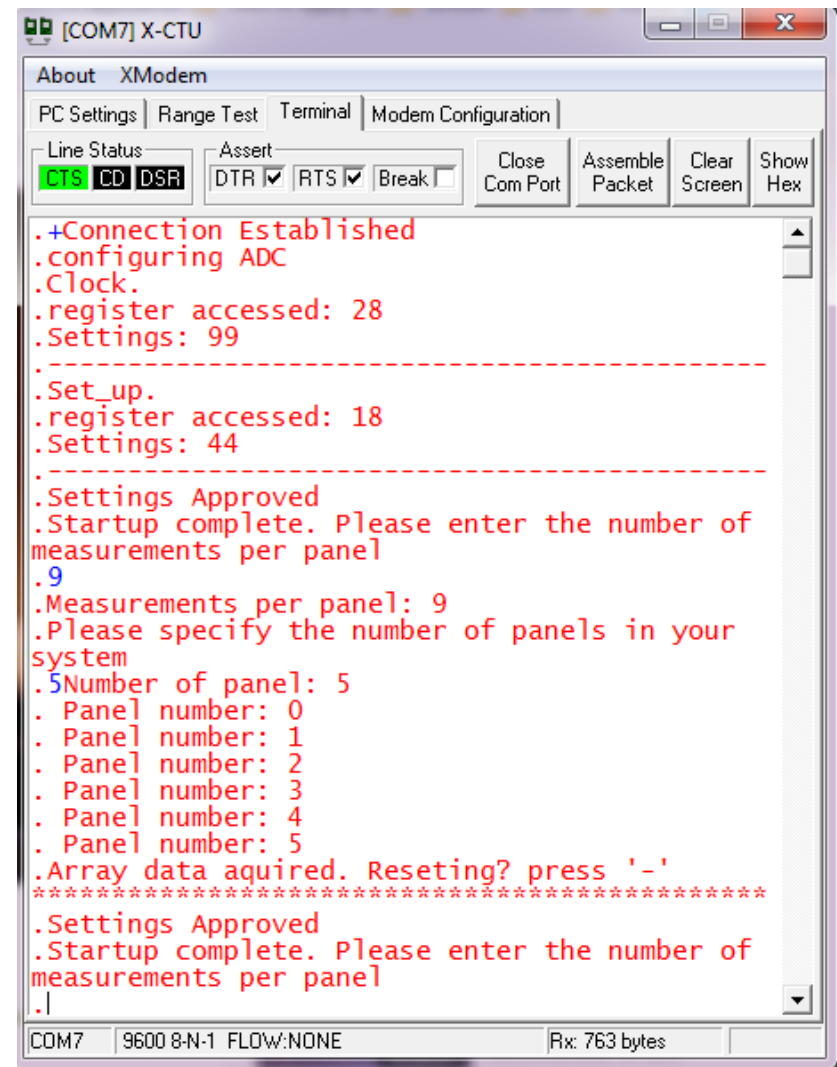 [COM7] X-CTU
About XModem
PC Settings Range Test Terminal Modem Configuration
Line Status Assert
CTS CD DSR DTR RTS Break Close Com Port Assemble Packet Clear Screen Show Hex
.+Connection Established
.configuring ADC
.Clock.
.register accessed: 28
.Settings: 99
.---------------------------------------------
.Set_up.
.register accessed: 18
.Settings: 44
.---------------------------------------------
.Settings Approved
.Startup complete. Please enter the number of
measurements per panel
.9
.Measurements per panel: 9
.Please specify the number of panels in your
system
.5Number of panel: 5
. Panel number: 0
. Panel number: 1
. Panel number: 2
. Panel number: 3
. Panel number: 4
. Panel number: 5
.Array data aquired. Reseting? press '-'
**********************************************
.Settings Approved
.Startup complete. Please enter the number of
measurements per panel
.
COM7 9600 8-N-1 FLOW:NONE Rx: 763 bytes